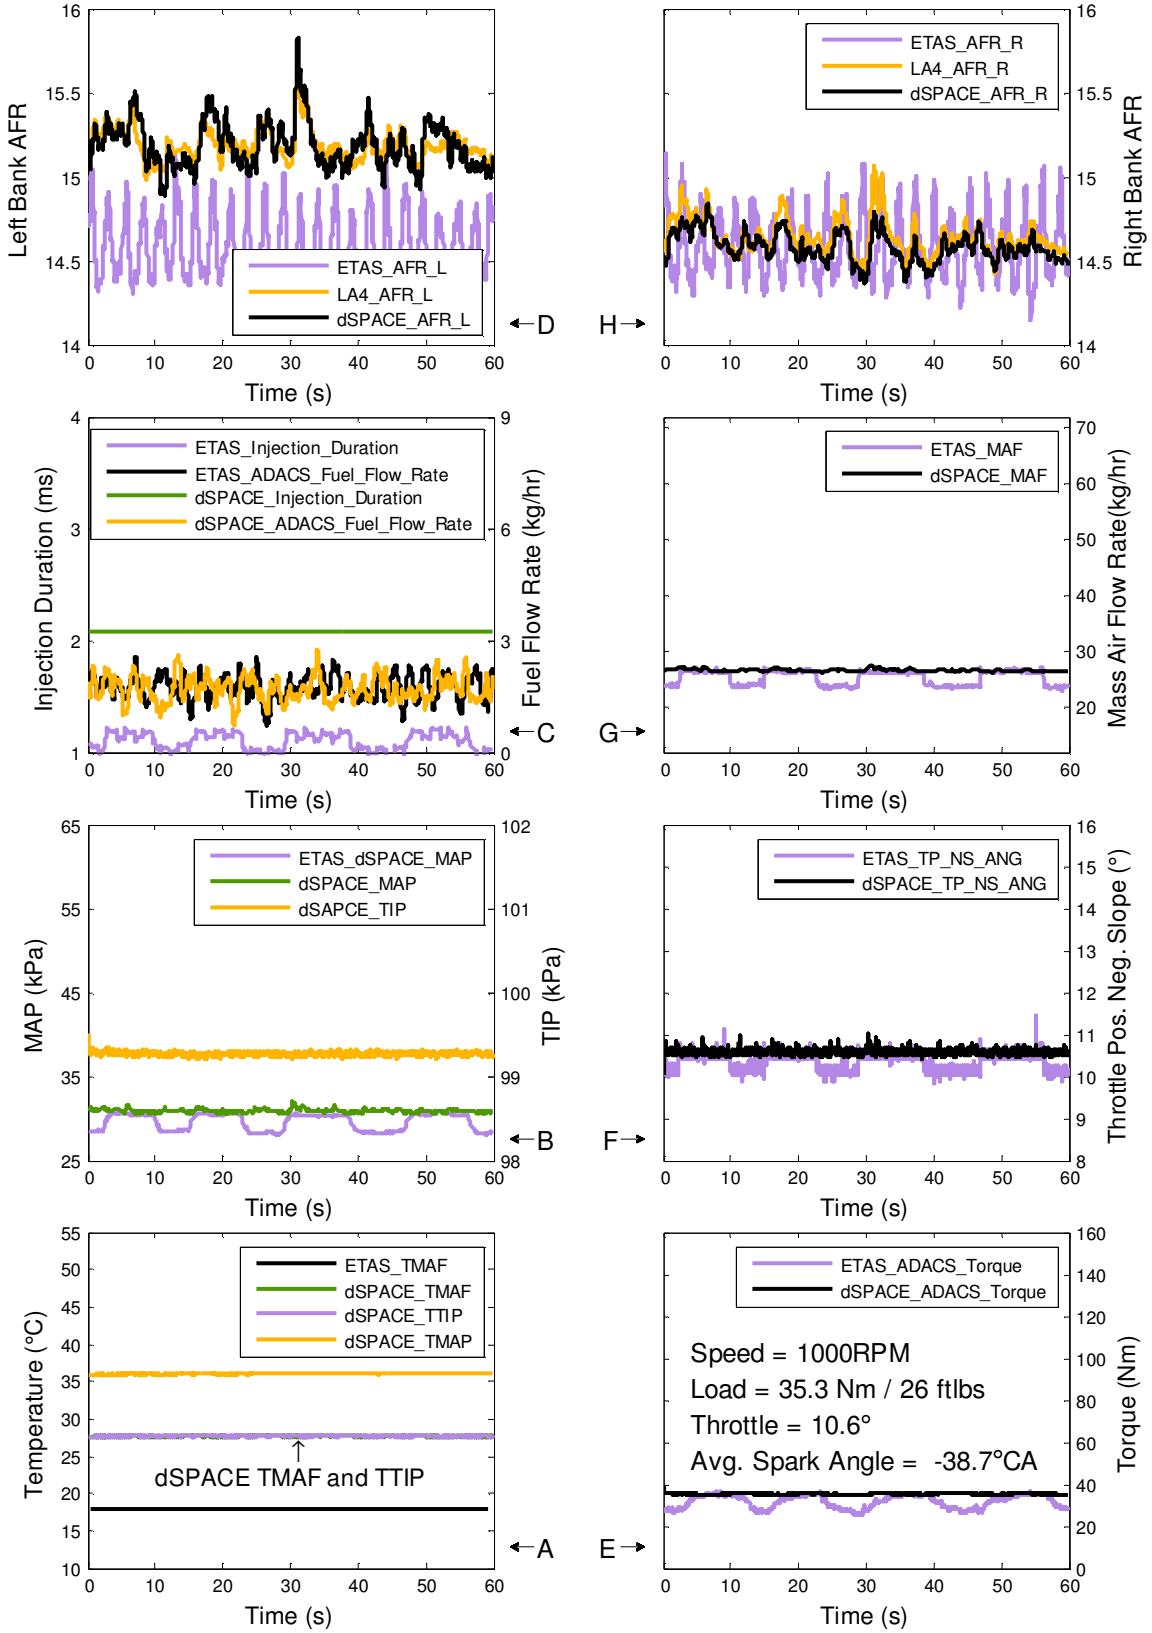 16
15.5
15
14.5
14
Left Bank AFR
ETAS_AFR_L
LA4_AFR_L
dSPACE_AFR_L
0 10 20 30 40 50 60
Time (s)
D
H
ETAS_AFR_R
LA4_AFR_R
dSPACE_AFR_R
16
15.5
15
14.5
14
Right Bank AFR
0 10 20 30 40 50 60
Time (s)
4
3
2
1
Injection Duration (ms)
ETAS_Injection_Duration
ETAS_ADACS_Fuel_Flow_Rate
dSPACE_Injection_Duration
dSPACE_ADACS_Fuel_Flow_Rate
9
6
3
0
Fuel Flow Rate (kg/hr)
0 10 20 30 40 50 60
Time (s)
C
G
ETAS_MAF
dSPACE_MAF
70
60
50
40
30
20
Mass Air Flow Rate(kg/hr)
0 10 20 30 40 50 60
Time (s)
65
55
45
35
25
MAP (kPa)
ETAS_dSPACE_MAP
dSPACE_MAP
dSAPCE_TIP
102
101
100
99
98
TIP (kPa)
0 10 20 30 40 50 60
Time (s)
B
F
ETAS_TP_NS_ANG
dSPACE_TP_NS_ANG
16
15
14
13
12
11
10
9
8
Throttle Pos. Neg. Slope (°)
0 10 20 30 40 50 60
Time (s)
55
50
45
40
35
30
25
20
15
10
Temperature (°C)
ETAS_TMAF
dSPACE_TMAF
dSPACE_TTIP
dSPACE_TMAP
dSPACE TMAF and TTIP
0 10 20 30 40 50 60
Time (s)
A
E
ETAS_ADACS_Torque
dSPACE_ADACS_Torque
Speed = 1000RPM
Load = 35.3 Nm / 26 ftlbs
Throttle = 10.6°
Avg. Spark Angle = -38.7°CA
160
140
120
100
80
60
40
20
0
Torque (Nm)
0 10 20 30 40 50 60
Time (s)